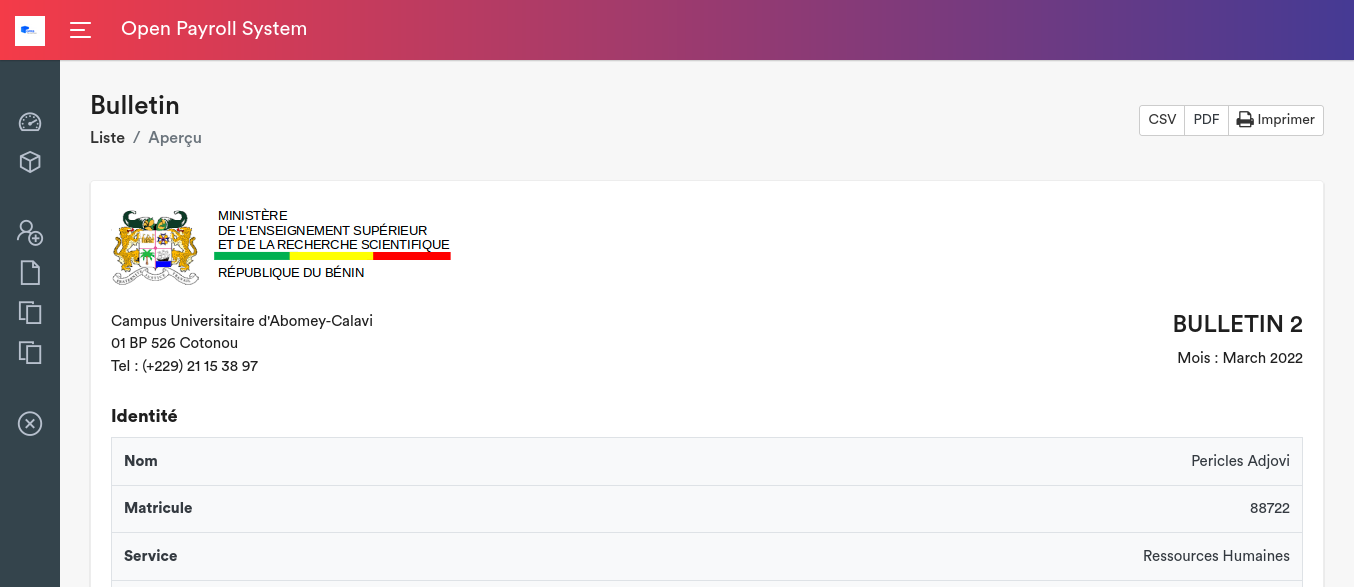 Open Payroll System
Bulletin
Liste / Aperçu
CSV PDF Imprimer
MINISTÈRE
DE L'ENSEIGNEMENT SUPÉRIEUR
ET DE LA RECHERCHE SCIENTIFIQUE
RÉPUBLIQUE DU BÉNIN
Campus Universitaire d'Abomey-Calavi
01 BP 526 Cotonou
Tel : (+229) 21 15 38 97
BULLETIN 2
Mois : March 2022
Identité
Nom Pericles Adjovi
Matricule 88722
Service Ressources Humaines